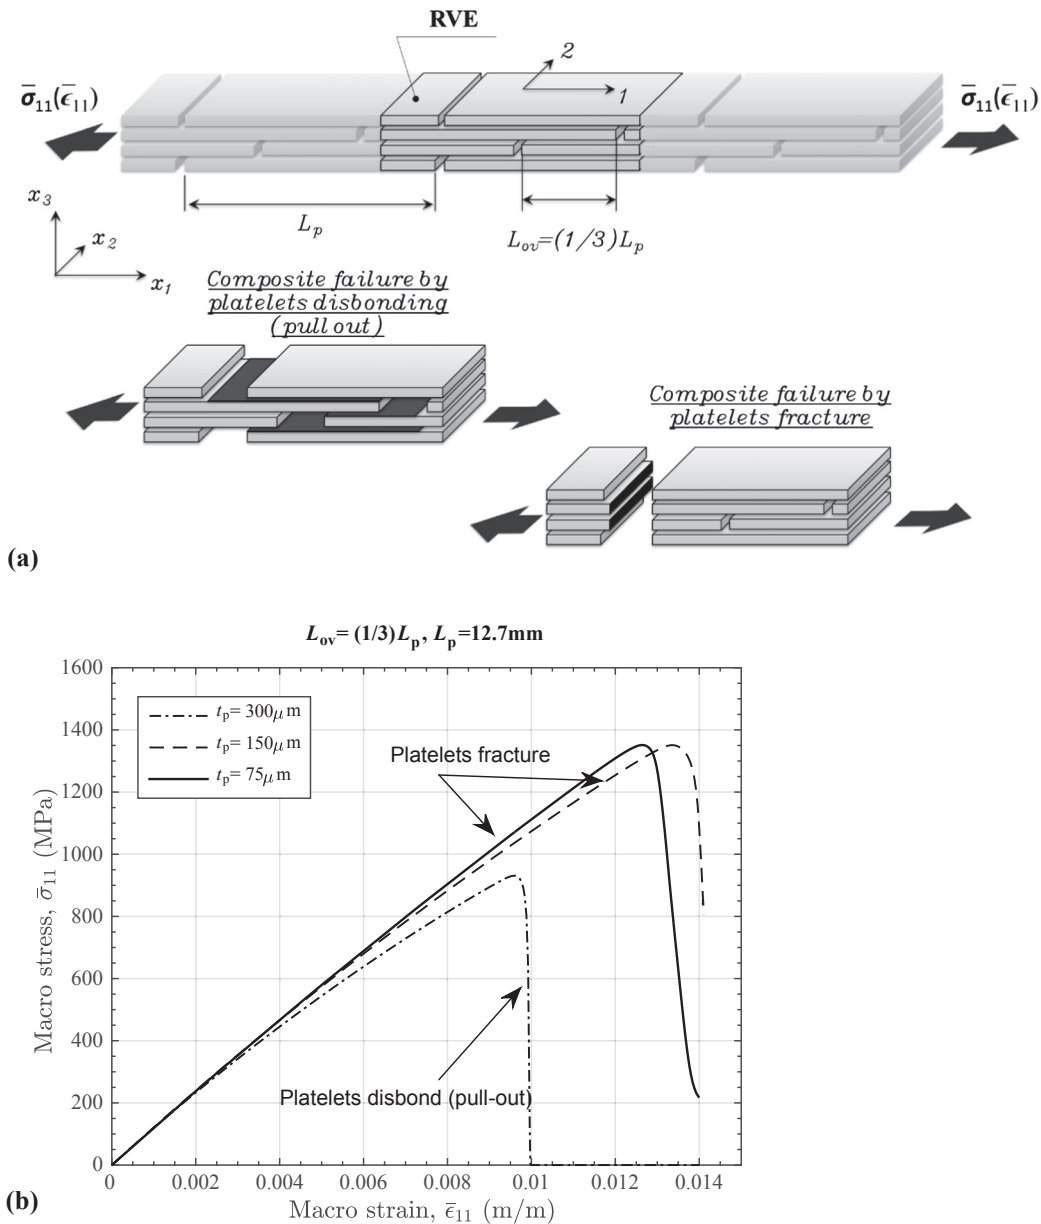 RVE
2
1
σ̅₁₁(ϵ̅₁₁)
σ̅₁₁(ϵ̅₁₁)
Lₚ
Lₒᵥ=(1/3)Lₚ
x₃
x₂
x₁
Composite failure by
platelets disbonding
(pull out)
Composite failure by
platelets fracture
(a)
Lₒᵥ= (1/3)Lₚ, Lₚ=12.7mm
1600
1400
1200
1000
800
600
400
200
0
tₚ= 300μm
tₚ= 150μm
tₚ= 75μm
Platelets fracture
Platelets disbond (pull-out)
Macro stress, σ̅₁₁ (MPa)
0 0.002 0.004 0.006 0.008 0.01 0.012 0.014
Macro strain, ϵ̅₁₁ (m/m)
(b)